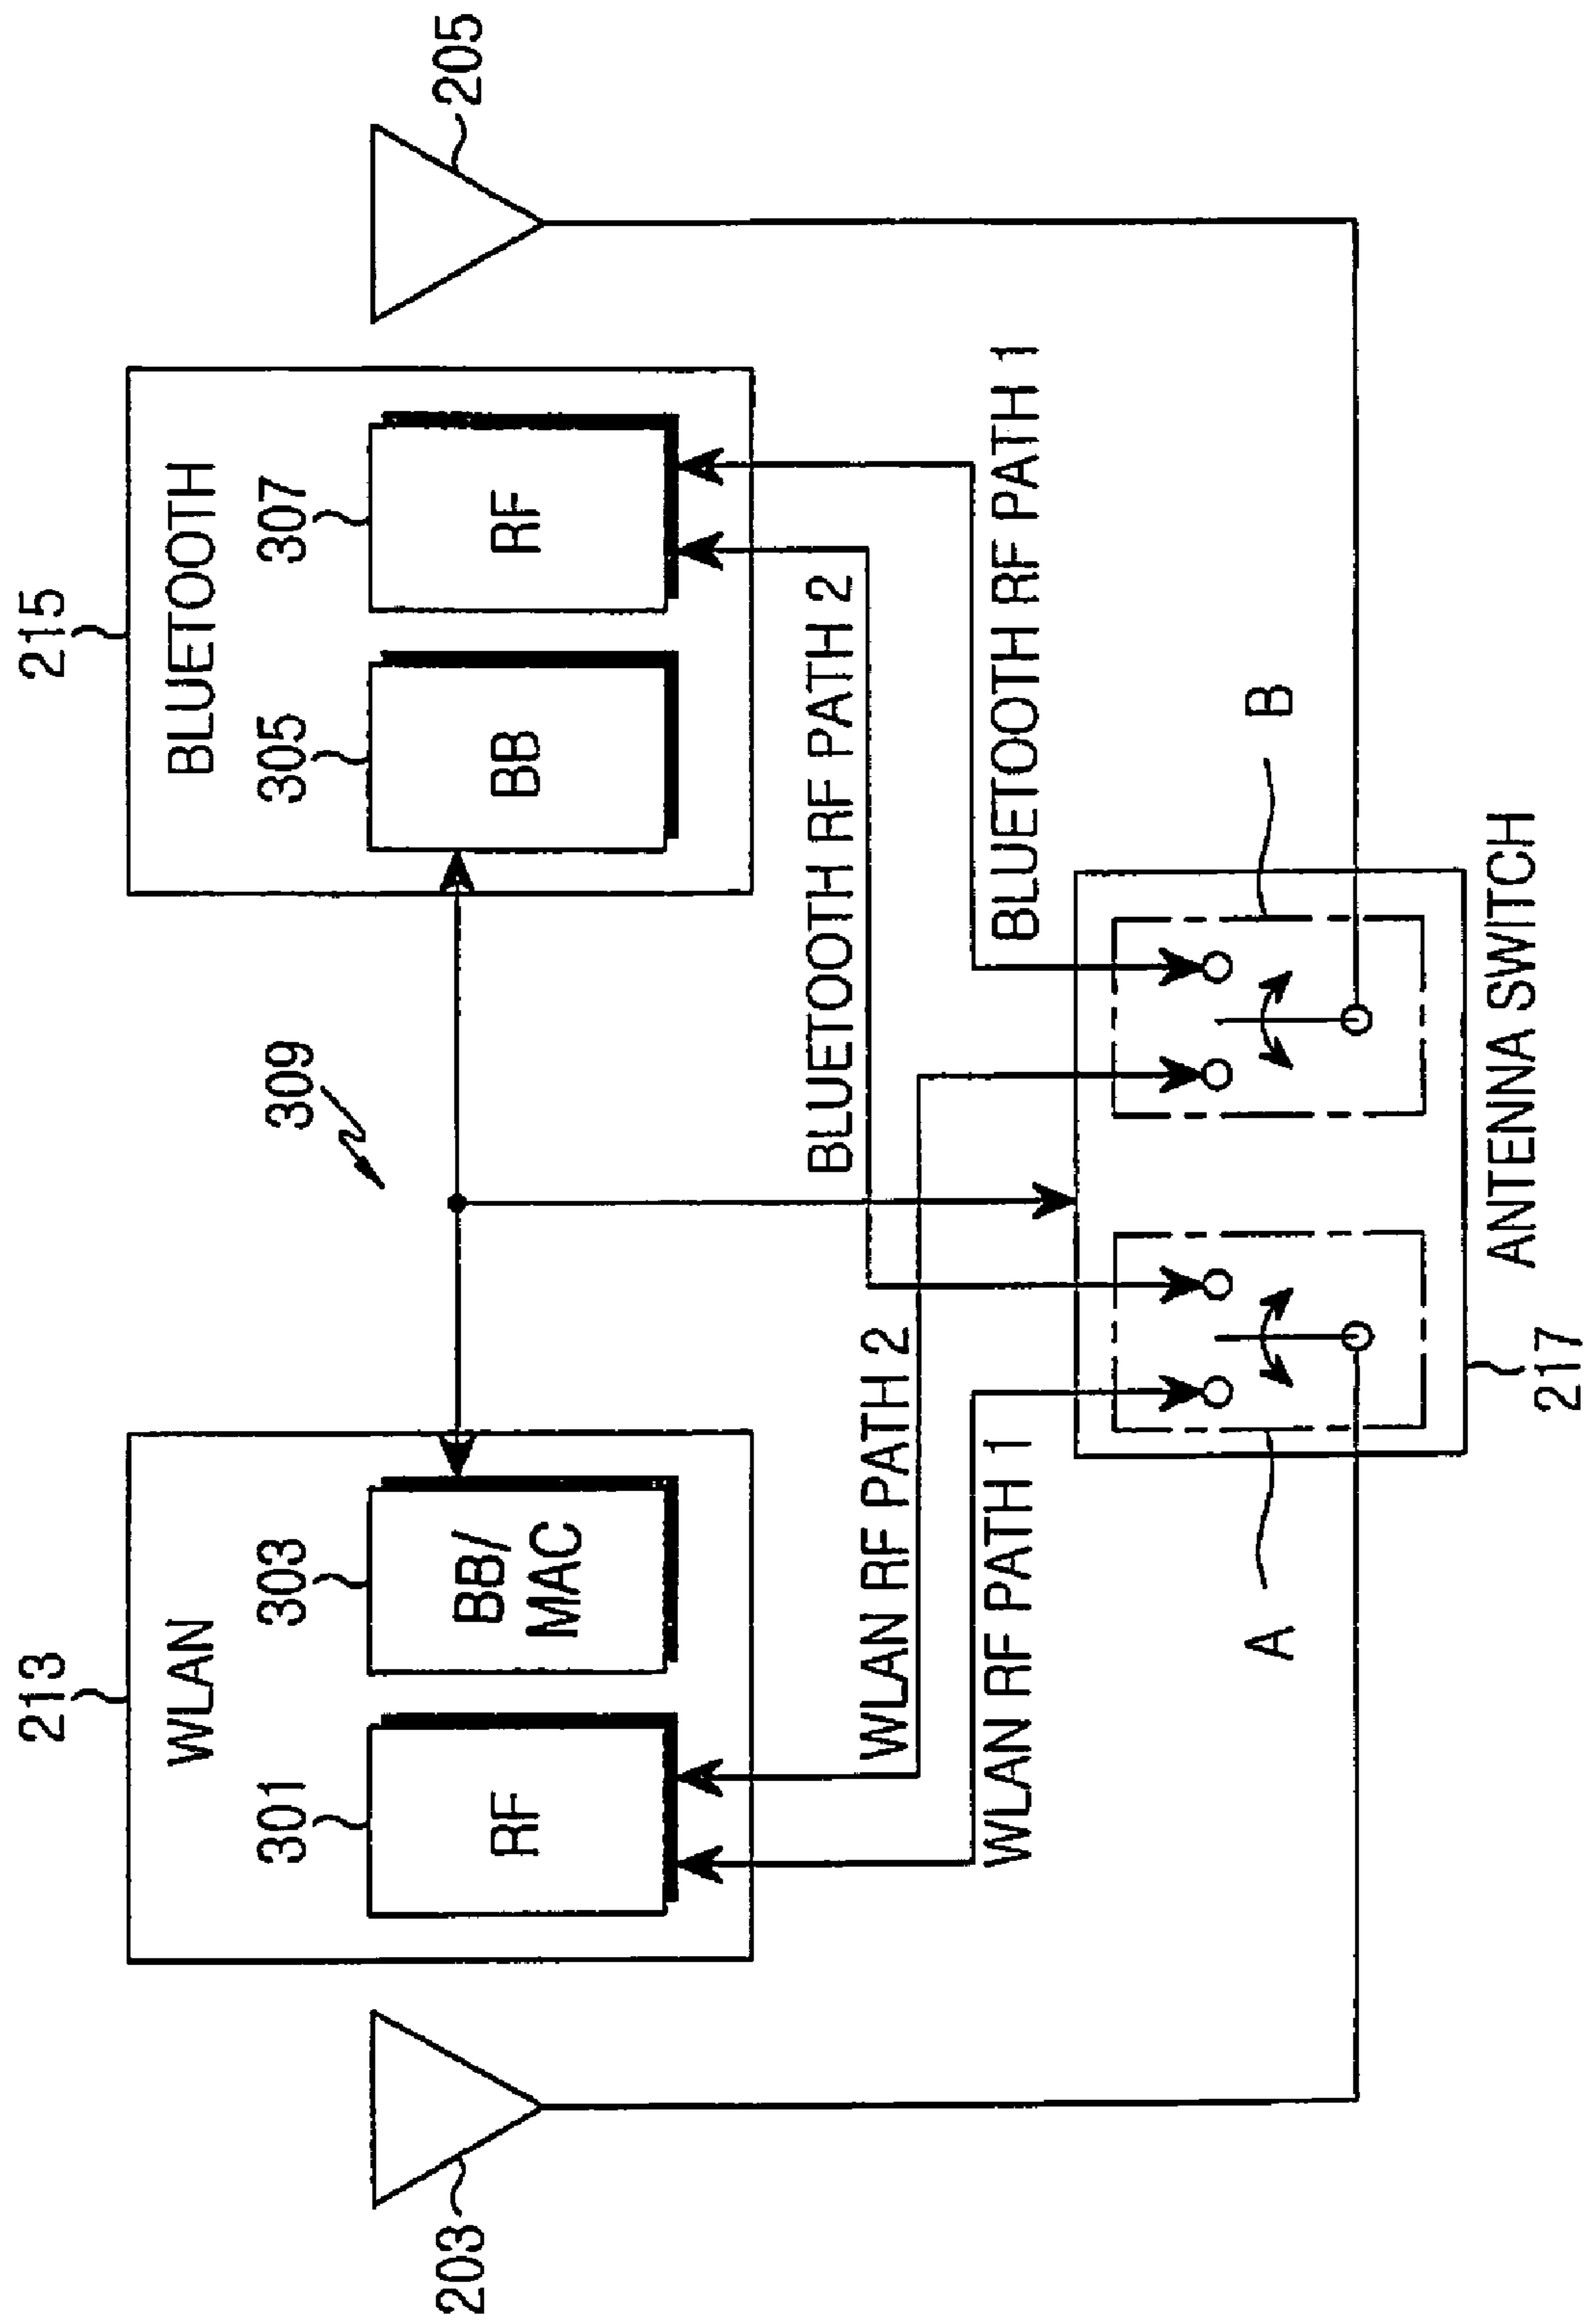 213
215
309
WLAN
BLUETOOTH
301
303
305
307
203
205
RF
BB/
MAC
BB
RF
BLUETOOTH RF PATH 2
WLAN RF PATH 2
WLAN RF PATH 1
BLUETOOTH RF PATH 1
A
B
217
ANTENNA SWITCH